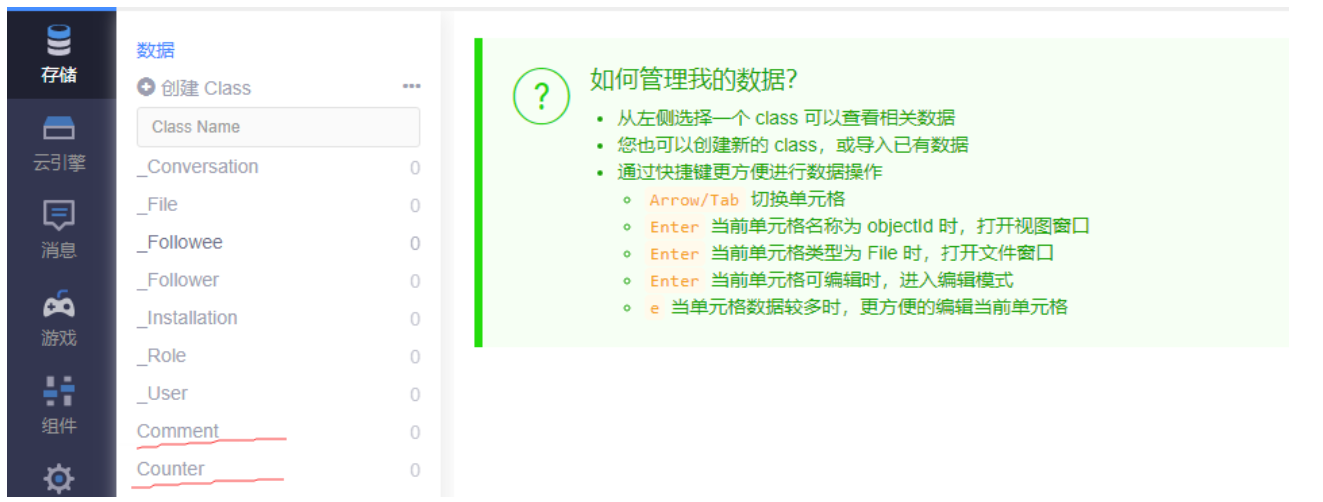 存储
云引擎
消息
游戏
组件
数据
创建 Class
Class Name
_Conversation 0
_File 0
_Followee 0
_Follower 0
_Installation 0
_Role 0
_User 0
Comment 0
Counter 0
如何管理我的数据?
从左侧选择一个 class 可以查看相关数据
您也可以创建新的 class，或导入已有数据
通过快捷键更方便进行数据操作
Arrow/Tab 切换单元格
Enter 当前单元格名称为 objectId 时，打开视图窗口
Enter 当前单元格类型为 File 时，打开文件窗口
Enter 当前单元格可编辑时，进入编辑模式
e 当单元格数据较多时，更方便的编辑当前单元格